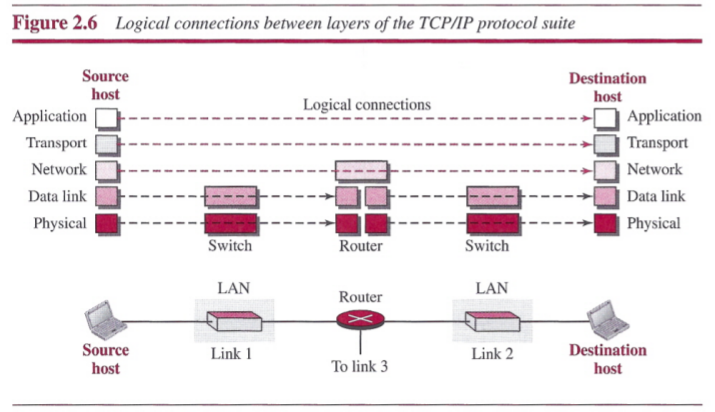 Figure 2.6 Logical connections between layers of the TCP/IP protocol suite
Source
host
Destination
host
Logical connections
Application
Application
Transport
Transport
Network
Network
Data link
Data link
Physical
Physical
Switch
Router
Switch
LAN
Router
LAN
Source
host
Link 1
To link 3
Link 2
Destination
host